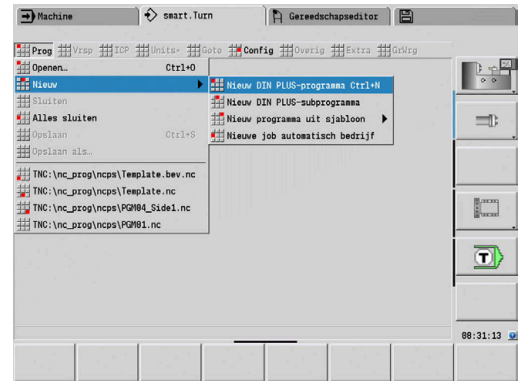 Machine smart.Turn Gereedschapseditor
Prog Vrsp ICP Units» Goto Config Overig Extra GrWrg
Openen… Ctrl+O
Nieuw
Sluiten
Alles sluiten
Opslaan Ctrl+S
Opslaan als…
TNC:\nc_prog\ncps\Template.bev.nc
TNC:\nc_prog\ncps\Template.nc
TNC:\nc_prog\ncps\PGM04_Side1.nc
TNC:\nc_prog\ncps\PGM01.nc
Nieuw DIN PLUS-programma Ctrl+N
Nieuw DIN PLUS-subprogramma
Nieuw programma uit sjabloon
Nieuwe job automatisch bedrijf
T
08:31:13